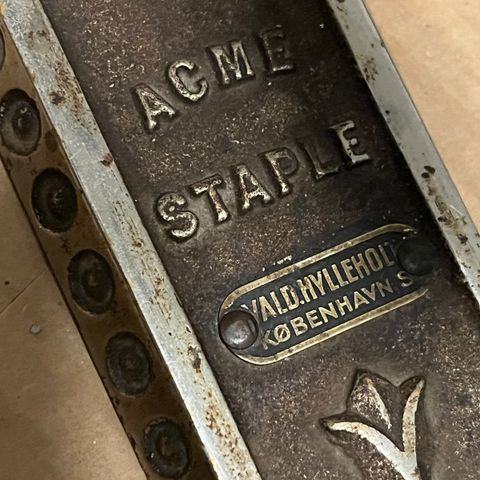 ACME
STAPLE
VALD. HYLLEHOLT
KØBENHAVN S